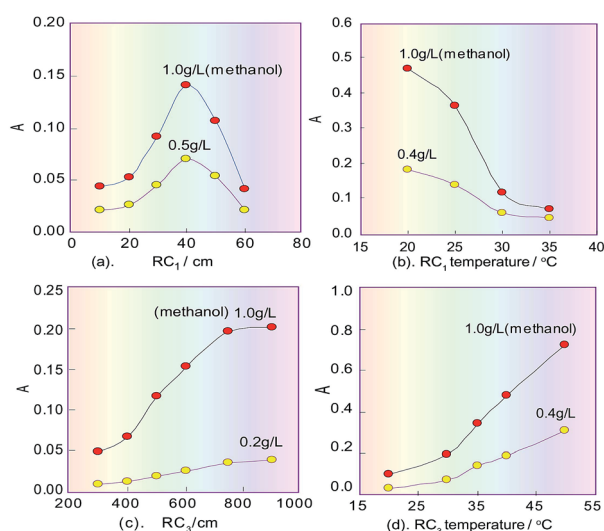 0.20
0.15
0.10
0.05
0.00
A
1.0g/L(methanol)
0.5g/L
0 20 40 60 80
(a). RC₁ / cm
0.6
0.5
0.4
0.3
0.2
0.1
0.0
A
1.0g/L(methanol)
0.4g/L
15 20 25 30 35 40
(b). RC₁ temperature / °C
0.25
0.20
0.15
0.10
0.05
0.00
A
(methanol) 1.0g/L
0.2g/L
200 400 600 800 1000
(c). RC₃/cm
1.0
0.8
0.6
0.4
0.2
0.0
A
1.0g/L(methanol)
0.4g/L
15 20 25 30 35 40 45 50 55
(d). temperature / °C